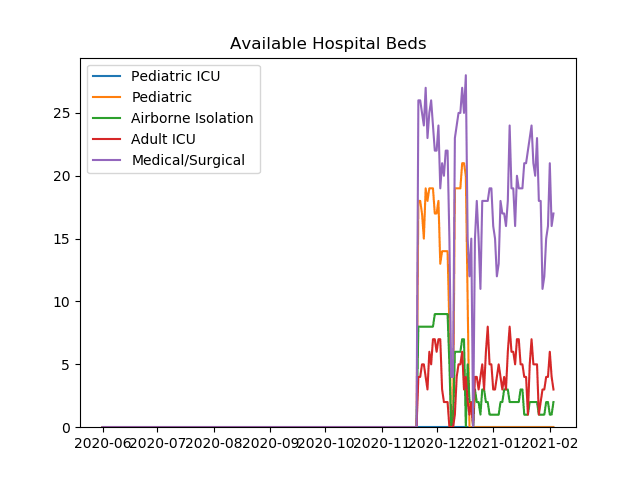 Available Hospital Beds
Pediatric ICU
Pediatric
Airborne Isolation
Adult ICU
Medical/Surgical
25
20
15
10
5
0
2020-06 2020-07 2020-08 2020-09 2020-10 2020-11 2020-12 2021-01 2021-02